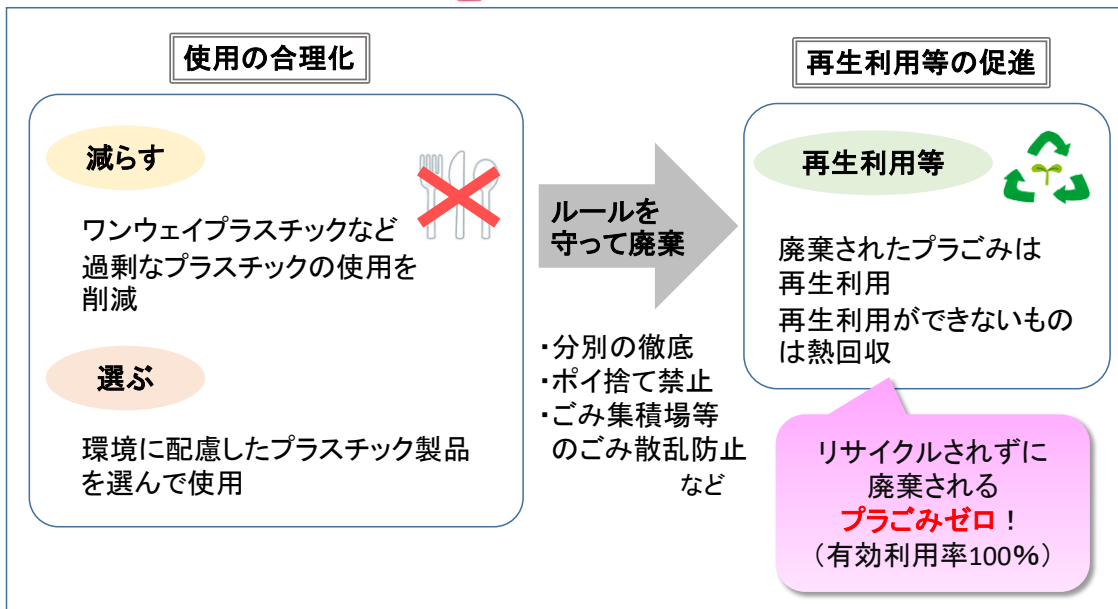 使用の合理化
減らす
ワンウェイプラスチックなど
過剰なプラスチックの使用を
削減
選ぶ
環境に配慮したプラスチック製品
を選んで使用
ルールを
守って廃棄
・分別の徹底
・ポイ捨て禁止
・ごみ集積場等
のごみ散乱防止
など
再生利用等の促進
再生利用等
廃棄されたプラごみは
再生利用
再生利用ができないもの
は熱回収
リサイクルされずに
廃棄される
プラごみゼロ！
（有効利用率100％）